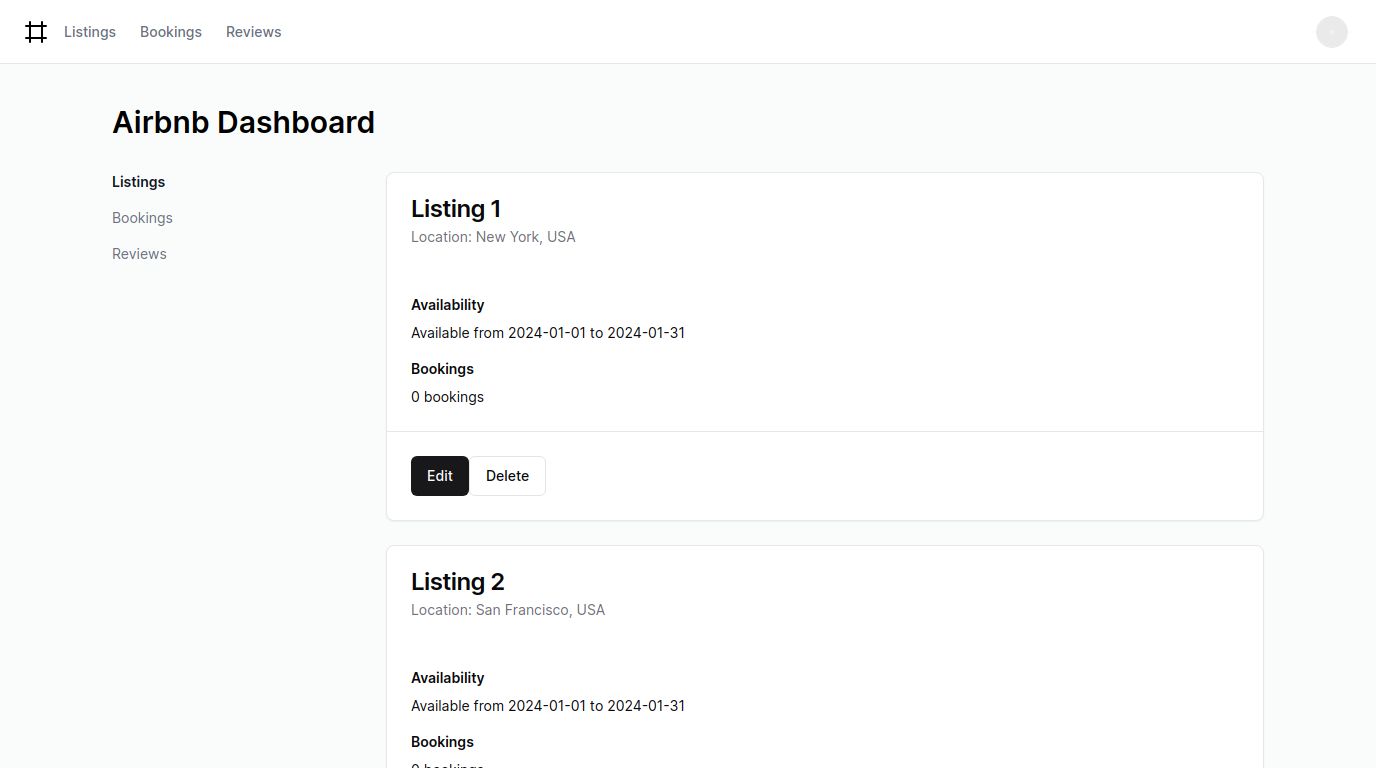 Listings Bookings Reviews
Airbnb Dashboard
Listings
Bookings
Reviews
Listing 1
Location: New York, USA
Availability
Available from 2024-01-01 to 2024-01-31
Bookings
0 bookings
Edit Delete
Listing 2
Location: San Francisco, USA
Availability
Available from 2024-01-01 to 2024-01-31
Bookings
0 bookings